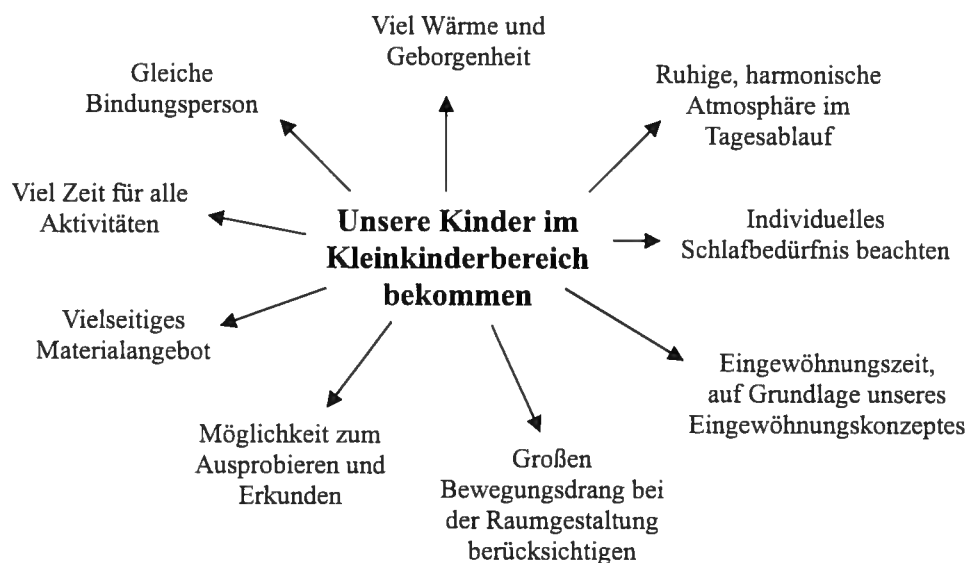 Viel Wärme und
Geborgenheit
Gleiche
Bindungsperson
Ruhige, harmonische
Atmosphäre im
Tagesablauf
Viel Zeit für alle
Aktivitäten
Unsere Kinder im
Kleinkinderbereich
bekommen
Individuelles
Schlafbedürfnis beachten
Vielseitiges
Materialangebot
Eingewöhnungszeit,
auf Grundlage unseres
Eingewöhnungskonzeptes
Möglichkeit zum
Ausprobieren und
Erkunden
Großen
Bewegungsdrang bei
der Raumgestaltung
berücksichtigen